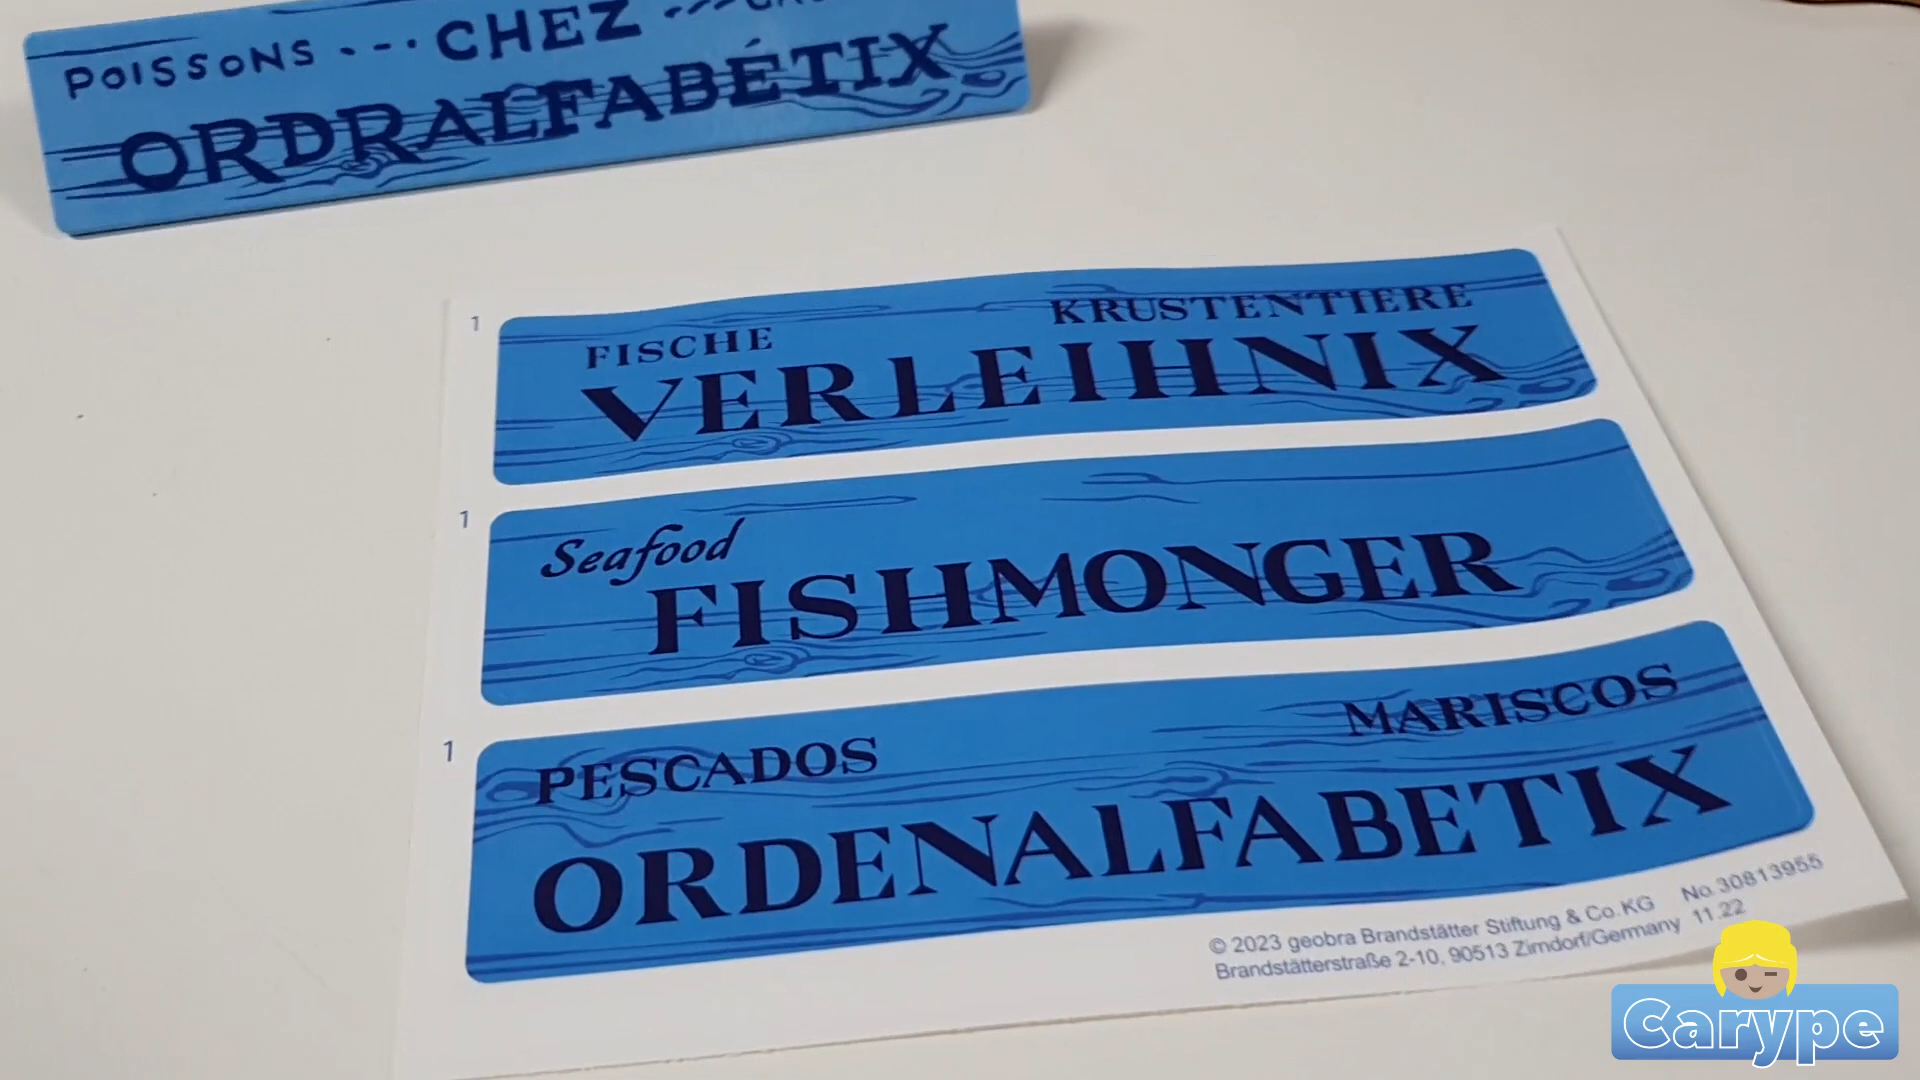 POISSONS ---. CHEZ
ORDRALFABÉTIX
1
FISCHE KRUSTENTIERE
VERLEIHNIX
1
Seafood
FISHMONGER
1
PESCADOS MARISCOS
ORDENALFABETIX
© 2023 geobra Brandstätter Stiftung & Co.KG No.30813955
Brandstätterstraße 2-10, 90513 Zirndorf/Germany 11.22
Carype